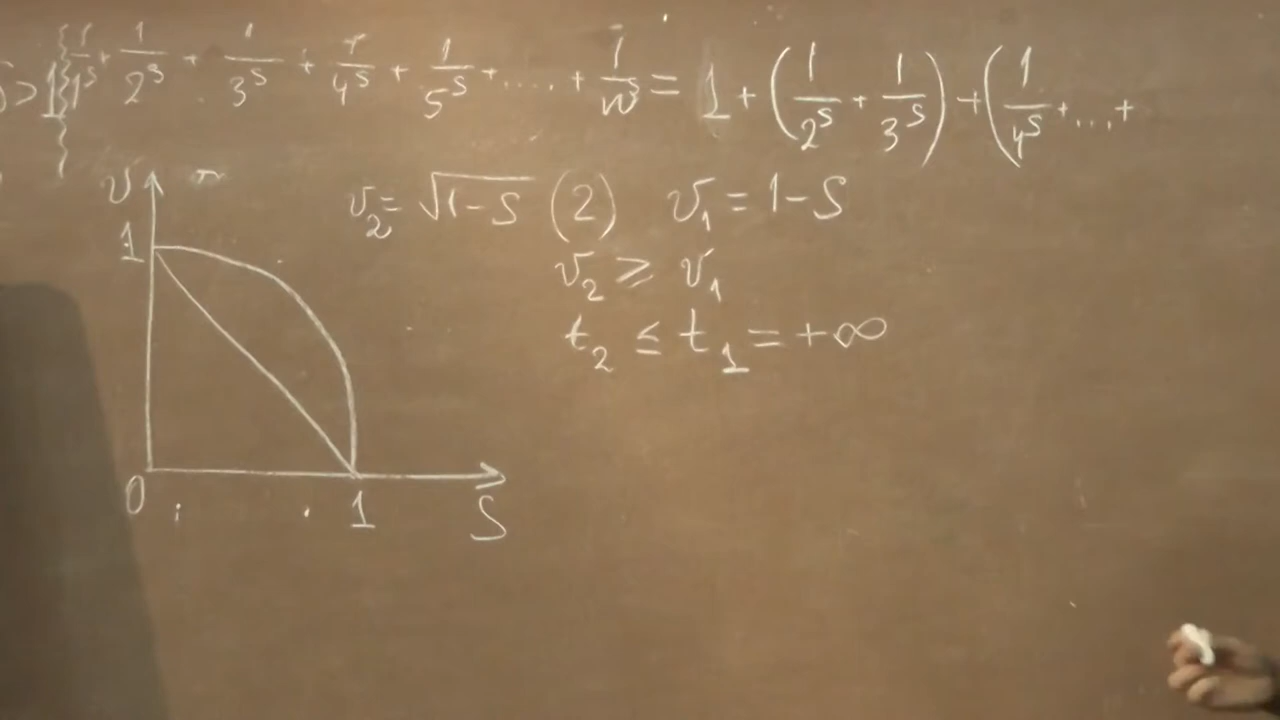 s > 1 { 1/1^s + 1/2^s + 1/3^s + 1/4^s + 1/5^s + .... + 1/n^s = 1 + (1/2^s + 1/3^s) + (1/4^s + ... +
v
v₂ = √(1-S) (2) v₁ = 1-S
1
v₂ ≥ v₁
t₂ ≤ t₁ = +∞
0 1 S